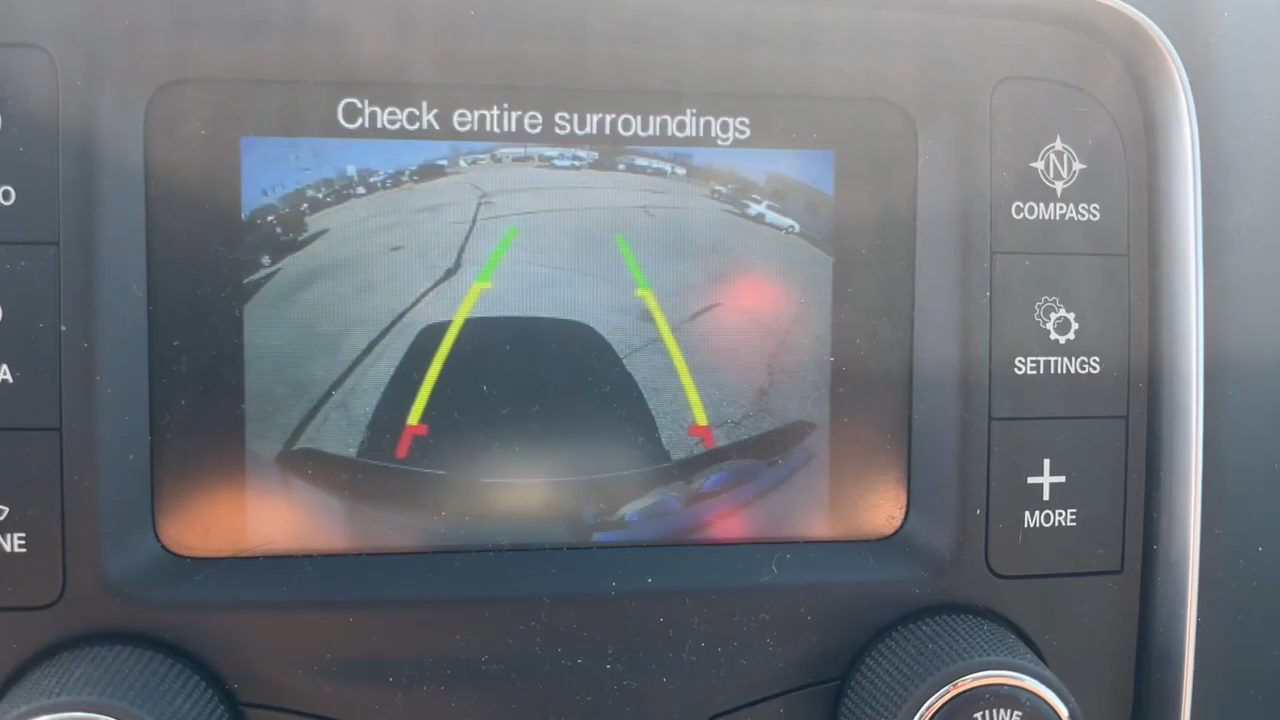 Check entire surroundings
N
COMPASS
SETTINGS
MORE
TUNE